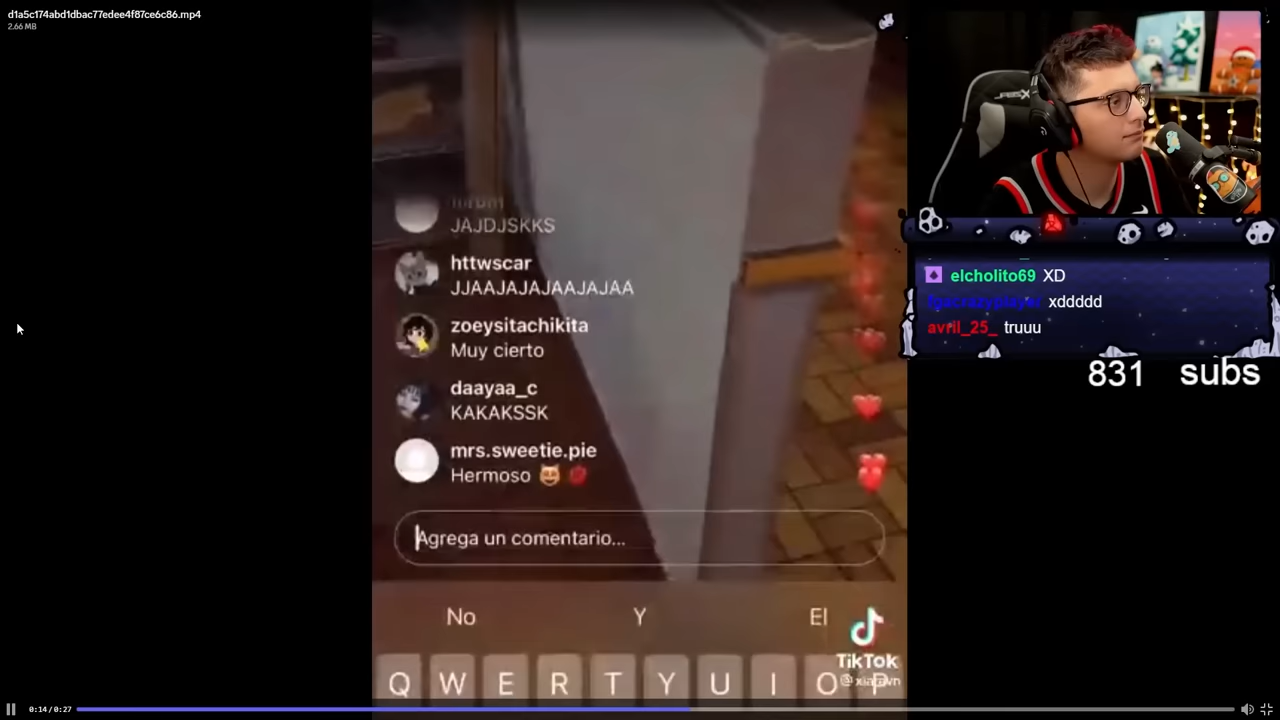 d1a5c174abd1dbac77edee4f87ce6c86.mp4
2.66 MB
JAJDJSKKS
httwscar
JJAAJAJAJAAJAJAA
zoeysitachikita
Muy cierto
daayaa_c
KAKAKSSK
mrs.sweetie.pie
Hermoso 😻 💋
Agrega un comentario...
No Y El
Q W E R T Y U I O P
TikTok
elcholito69 XD
xddddd
avril_25_ truuu
831 subs
0:14 / 0:27